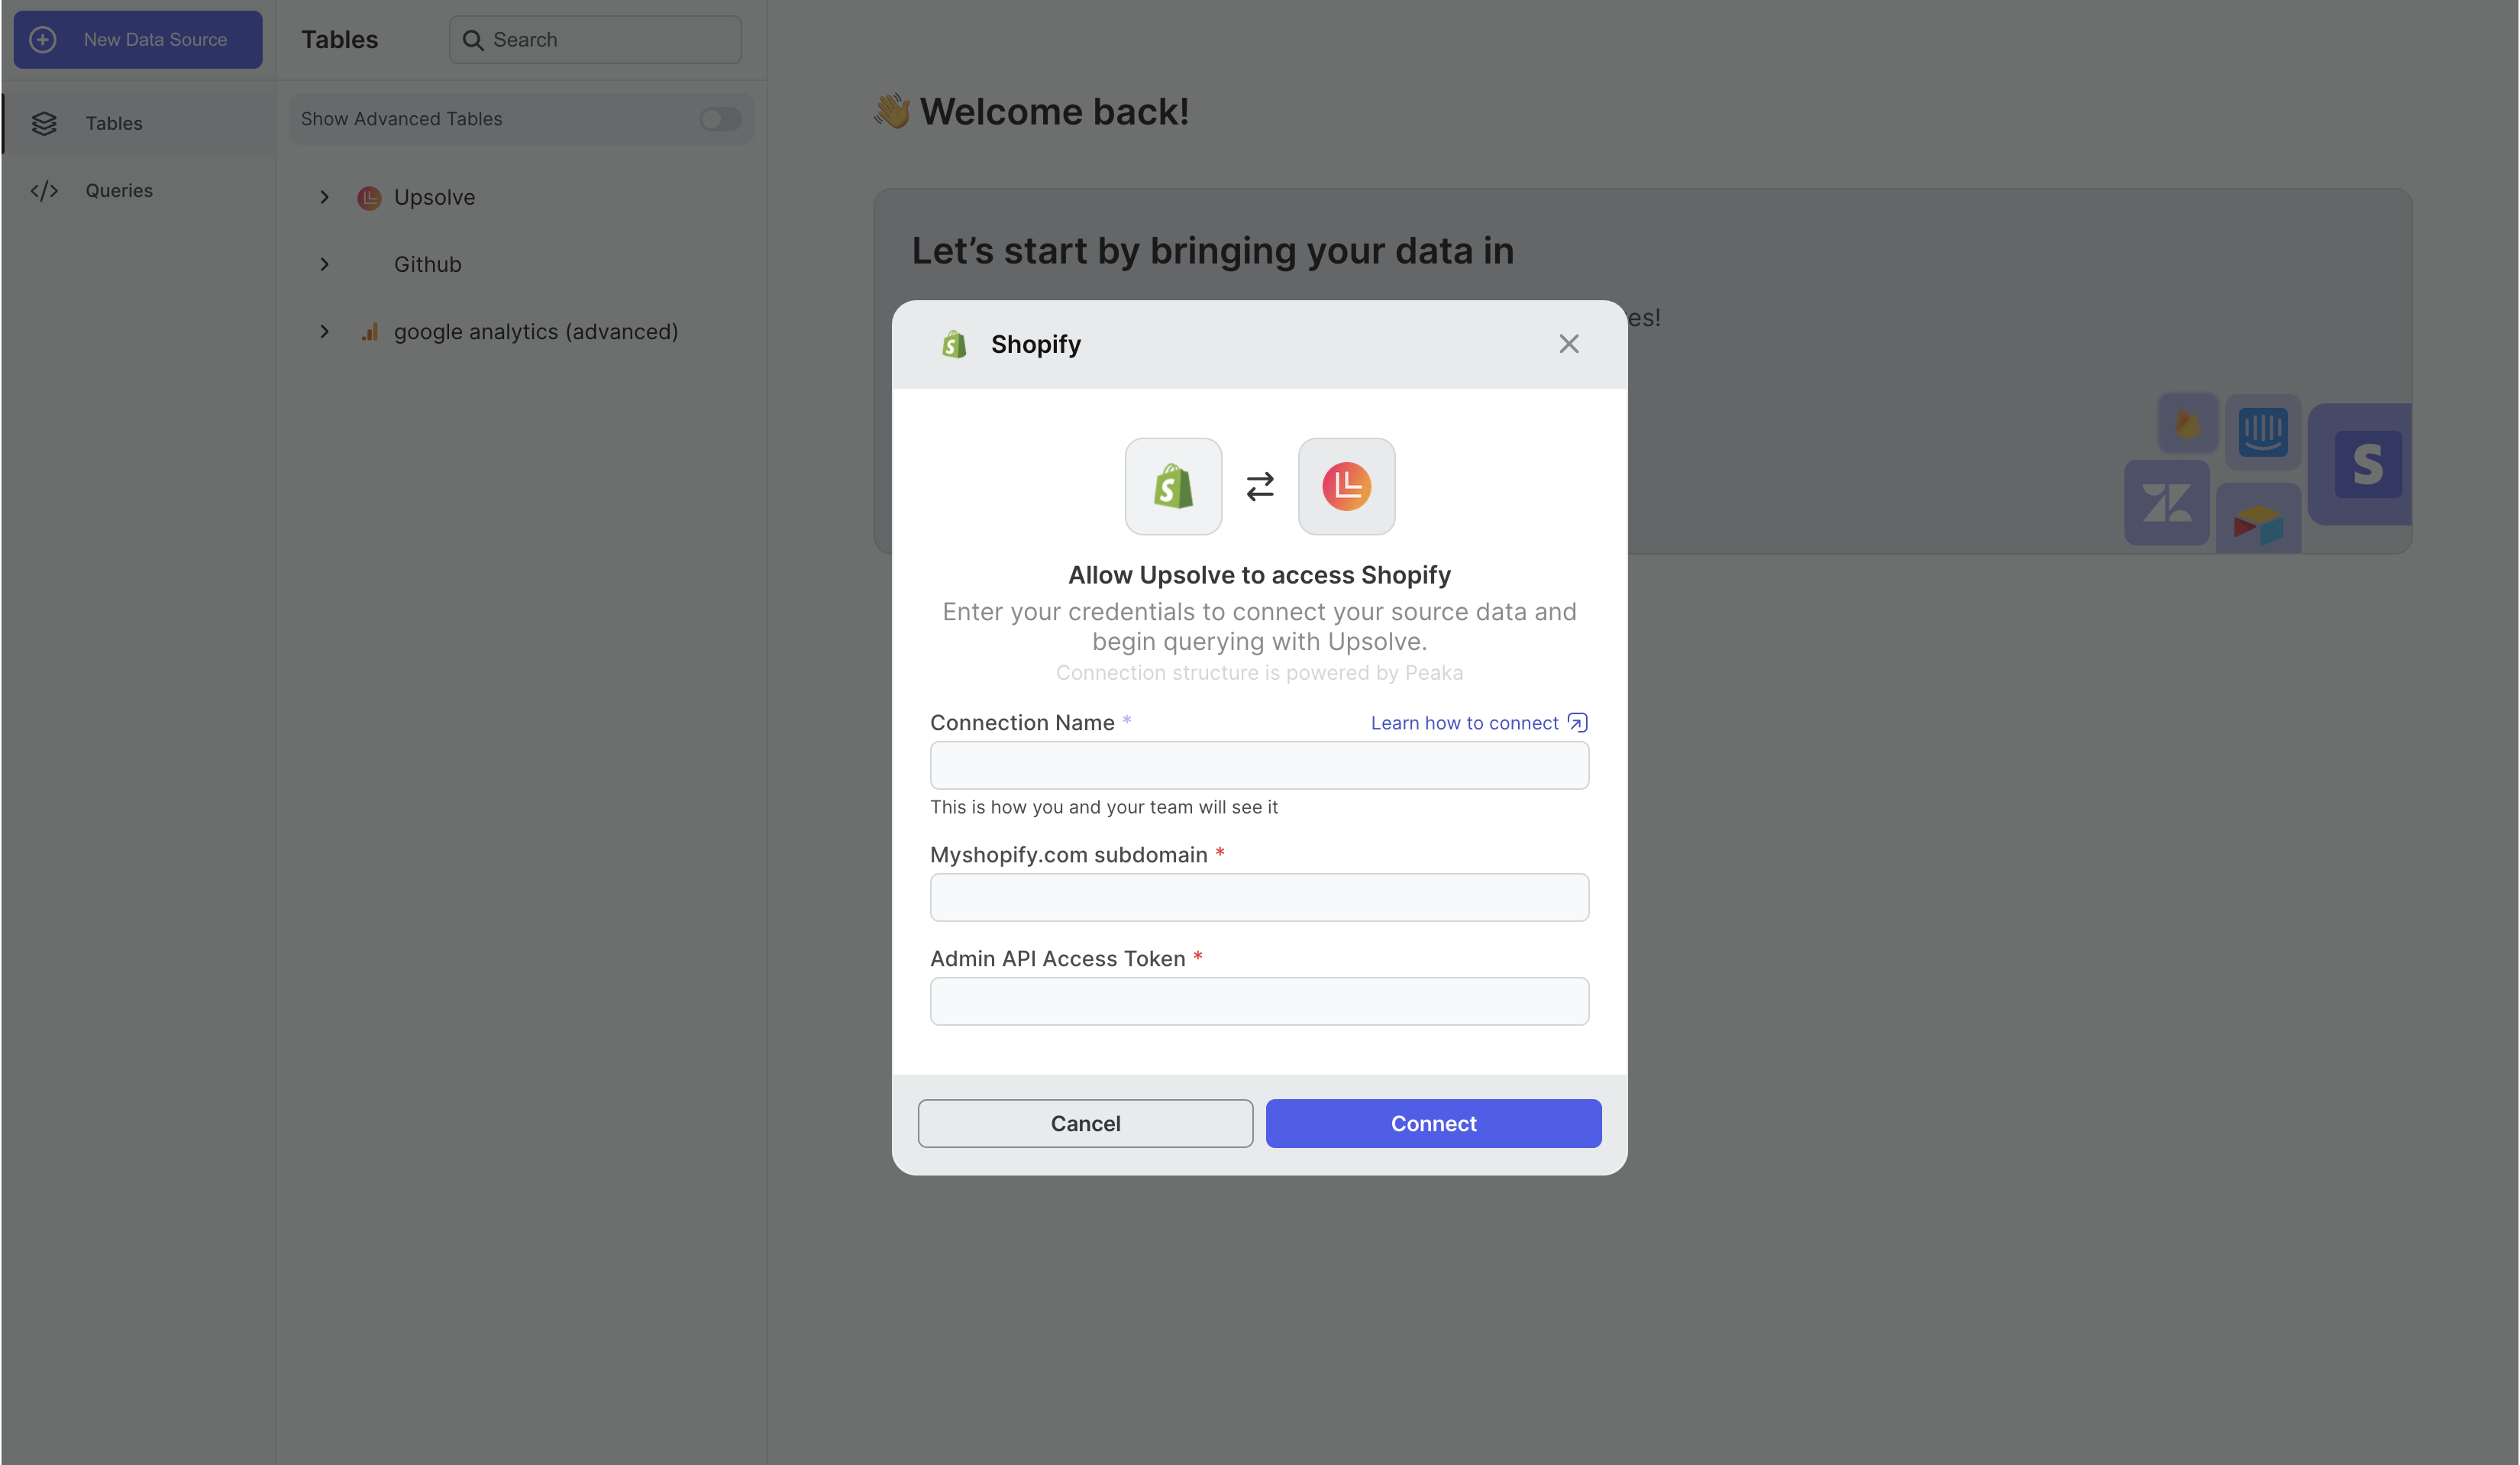 New Data Source
Tables
Search
Tables
Queries
Show Advanced Tables
Upsolve
Github
google analytics (advanced)
Welcome back!
Let’s start by bringing your data in
es!
Shopify
Allow Upsolve to access Shopify
Enter your credentials to connect your source data and
begin querying with Upsolve.
Connection structure is powered by Peaka
Connection Name *
Learn how to connect
This is how you and your team will see it
Myshopify.com subdomain *
Admin API Access Token *
Cancel
Connect